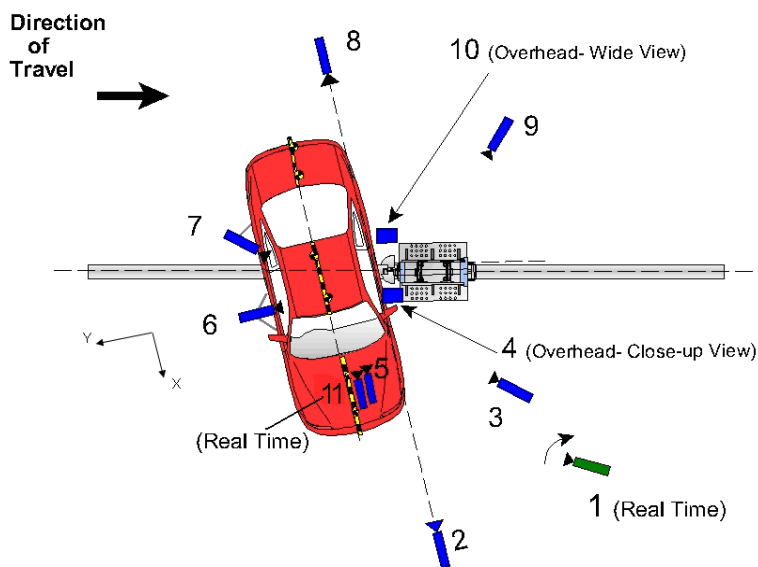 Direction
of
Travel
8
10 (Overhead- Wide View)
9
7
6
Y
X
4 (Overhead- Close-up View)
5
11
3
(Real Time)
1 (Real Time)
2